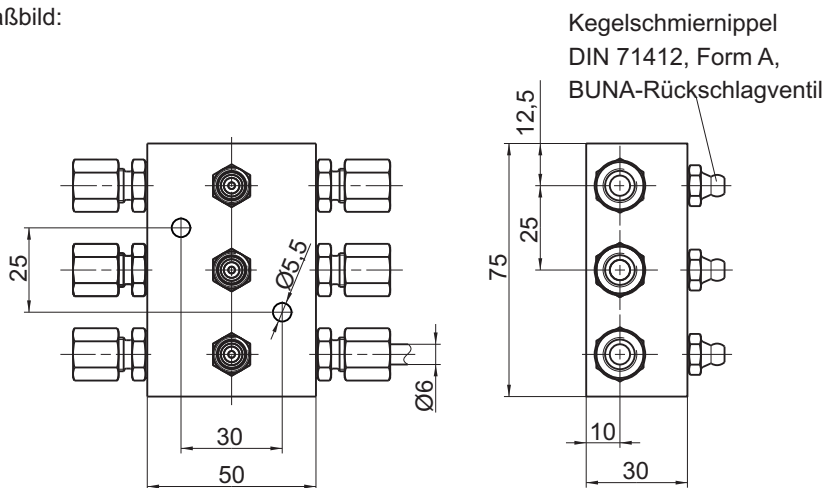 aßbild:
Kegelschmiernippel
DIN 71412, Form A,
BUNA-Rückschlagventil
12,5
25
75
25
Ø5,5
Ø6
30
50
10
30